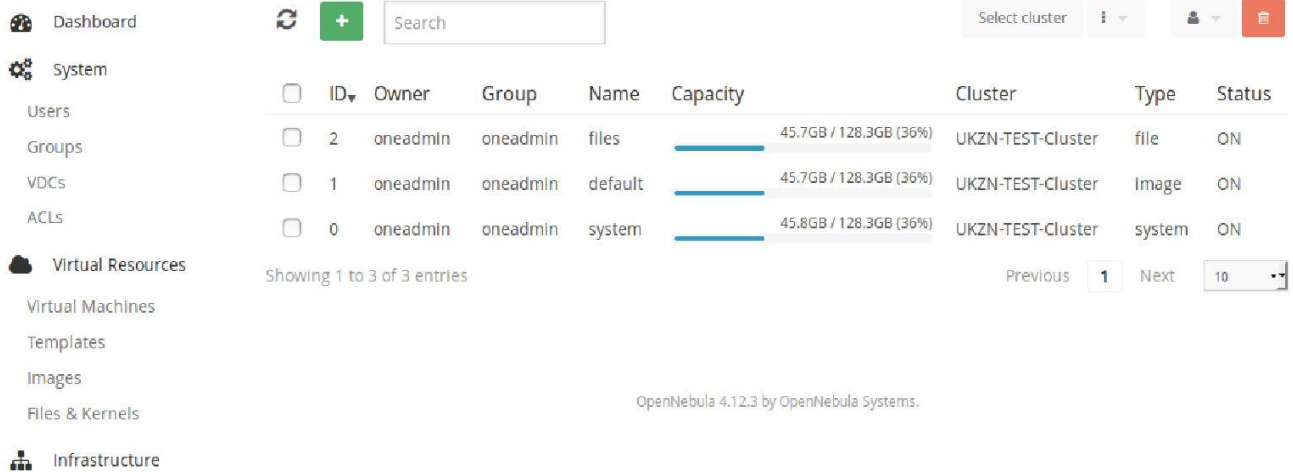 Dashboard
System
Users
Groups
VDCs
ACLs
Virtual Resources
Virtual Machines
Templates
Images
Files & Kernels
Infrastructure
+ Search Select cluster
ID Owner Group Name Capacity Cluster Type Status
2 oneadmin oneadmin files 45.7GB / 128.3GB (36%) UKZN-TEST-Cluster file ON
1 oneadmin oneadmin default 45.7GB / 128.3GB (36%) UKZN-TEST-Cluster image ON
0 oneadmin oneadmin system 45.8GB / 128.3GB (36%) UKZN-TEST-Cluster system ON
Showing 1 to 3 of 3 entries Previous 1 Next 10
OpenNebula 4.12.3 by OpenNebula Systems.